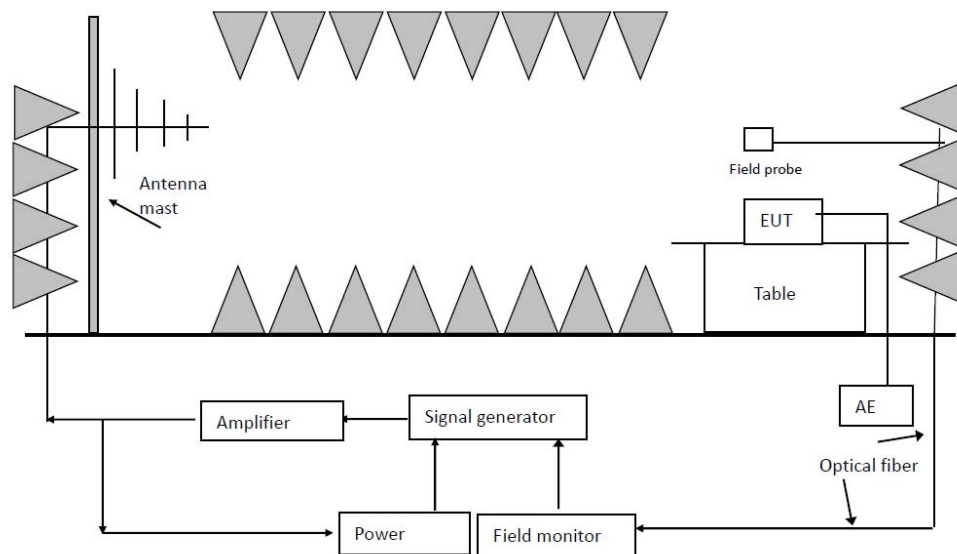 Field probe
Antenna
mast
EUT
Table
AE
Signal generator
Amplifier
Optical fiber
Power
Field monitor